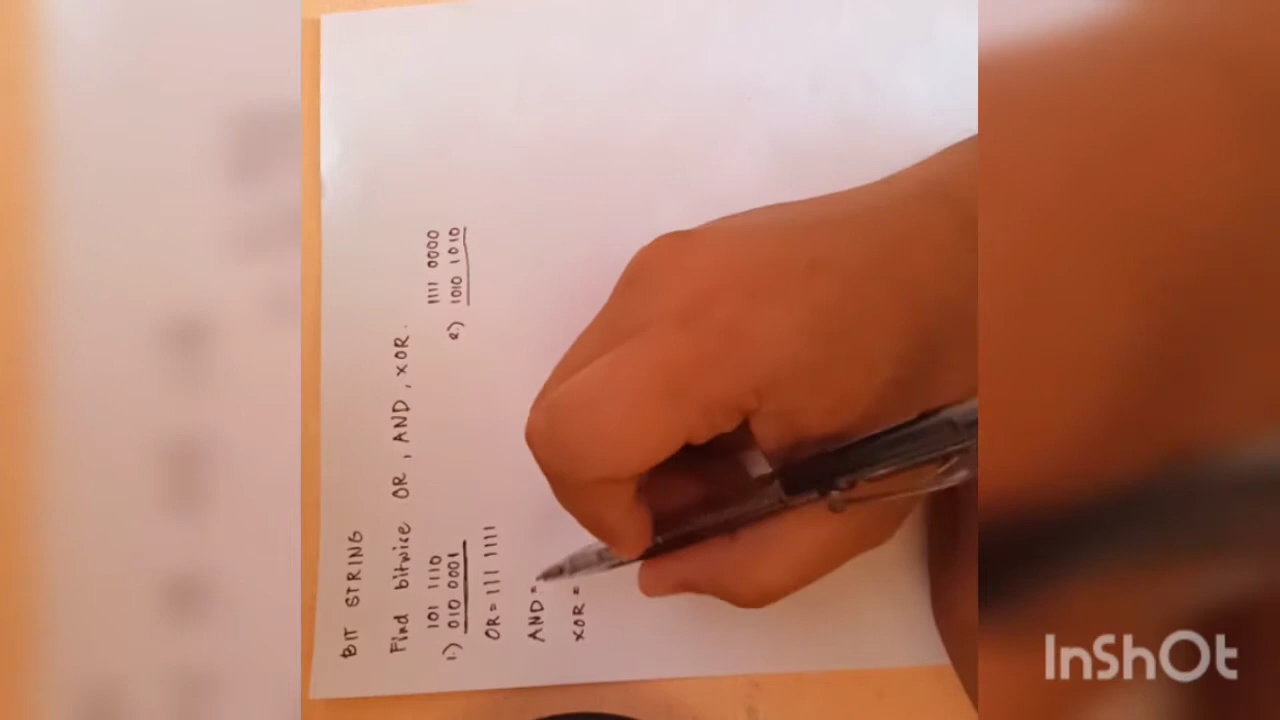 BIT STRING
Find bitwise OR, AND, XOR.
101 1110
1.) 010 0001
1111 0000
2) 1010 1010
OR = 111 1111
AND =
XOR =
InShOt